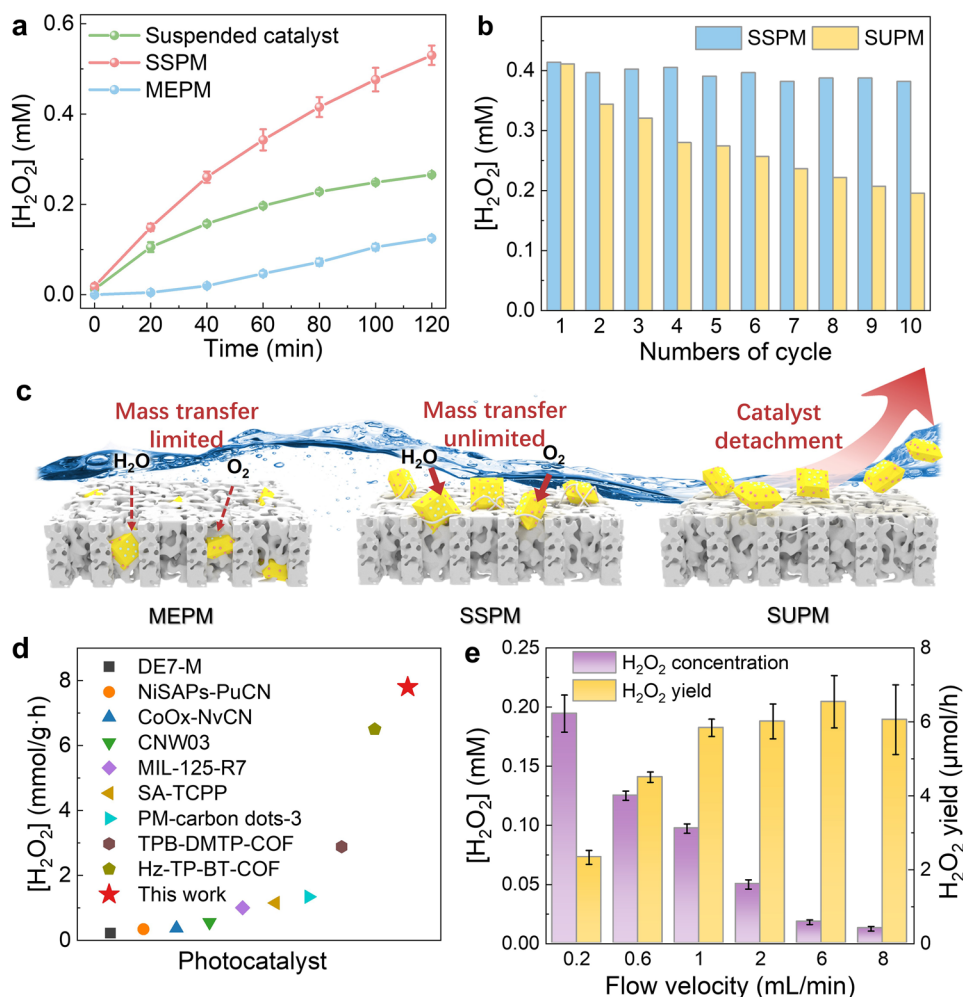 a
Suspended catalyst
SSPM
MEPM
[H₂O₂] (mM)
0.6
0.4
0.2
0.0
0 20 40 60 80 100 120
Time (min)
b
SSPM SUPM
[H₂O₂] (mM)
0.4
0.3
0.2
0.1
0.0
1 2 3 4 5 6 7 8 9 10
Numbers of cycle
c
Mass transfer
limited
H₂O O₂
MEPM
Mass transfer
unlimited
H₂O O₂
SSPM
Catalyst
detachment
SUPM
d
[H₂O₂] (mmol/g·h)
8
6
4
2
0
DE7-M
NiSAPs-PuCN
CoOx-NvCN
CNW03
MIL-125-R7
SA-TCPP
PM-carbon dots-3
TPB-DMTP-COF
Hz-TP-BT-COF
This work
Photocatalyst
e
H₂O₂ concentration
H₂O₂ yield
[H₂O₂] (mM)
0.25
0.20
0.15
0.10
0.05
0.00
8
6
4
2
0
H₂O₂ yield (μmol/h)
0.2 0.6 1 2 6 8
Flow velocity (mL/min)